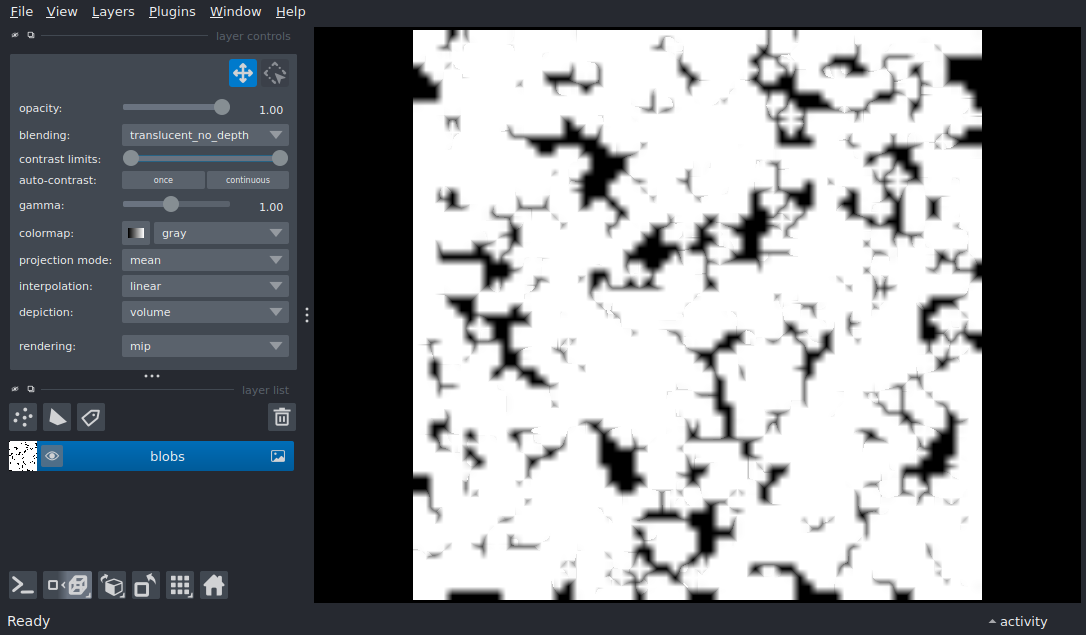 File View Layers Plugins Window Help
layer controls
opacity: 1.00
blending: translucent_no_depth
contrast limits:
auto-contrast: once continuous
gamma: 1.00
colormap: gray
projection mode: mean
interpolation: linear
depiction: volume
rendering: mip
layer list
blobs
Ready activity